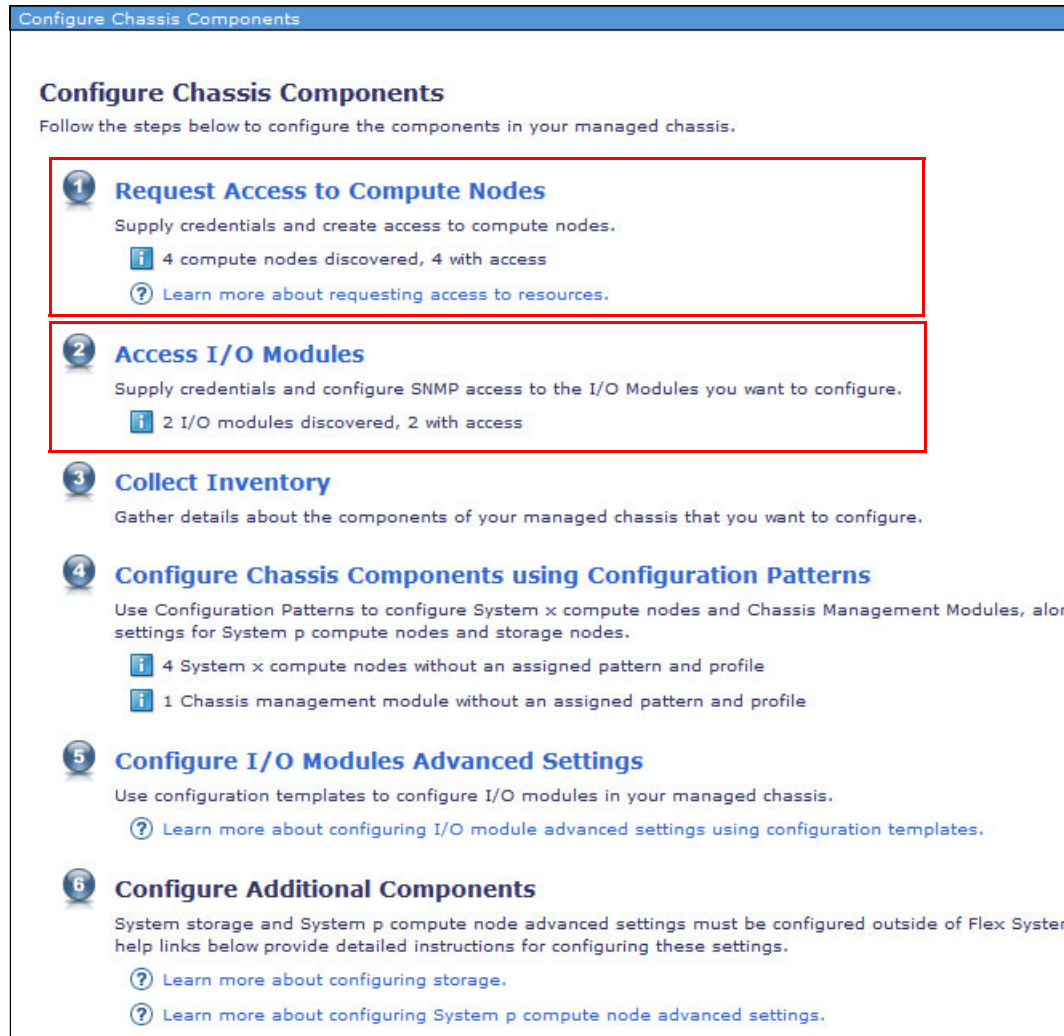 Configure Chassis Components
Configure Chassis Components
Follow the steps below to configure the components in your managed chassis.
1 Request Access to Compute Nodes
Supply credentials and create access to compute nodes.
i 4 compute nodes discovered, 4 with access
? Learn more about requesting access to resources.
2 Access I/O Modules
Supply credentials and configure SNMP access to the I/O Modules you want to configure.
i 2 I/O modules discovered, 2 with access
3 Collect Inventory
Gather details about the components of your managed chassis that you want to configure.
4 Configure Chassis Components using Configuration Patterns
Use Configuration Patterns to configure System x compute nodes and Chassis Management Modules,
settings for System p compute nodes and storage nodes.
i 4 System x compute nodes without an assigned pattern and profile
i 1 Chassis management module without an assigned pattern and profile
5 Configure I/O Modules Advanced Settings
Use configuration templates to configure I/O modules in your managed chassis.
? Learn more about configuring I/O module advanced settings using configuration templates.
6 Configure Additional Components
System storage and System p compute node advanced settings must be configured outside of Flex
help links below provide detailed instructions for configuring these settings.
? Learn more about configuring storage.
? Learn more about configuring System p compute node advanced settings.